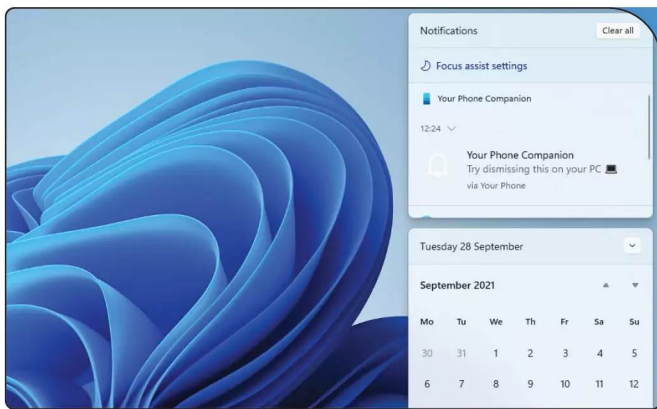 Notifications
Clear all
Focus assist settings
Your Phone Companion
12:24
Your Phone Companion
Try dismissing this on your PC 💻
via Your Phone
Tuesday 28 September
September 2021
Mo Tu We Th Fr Sa Su
30 31 1 2 3 4 5
6 7 8 9 10 11 12